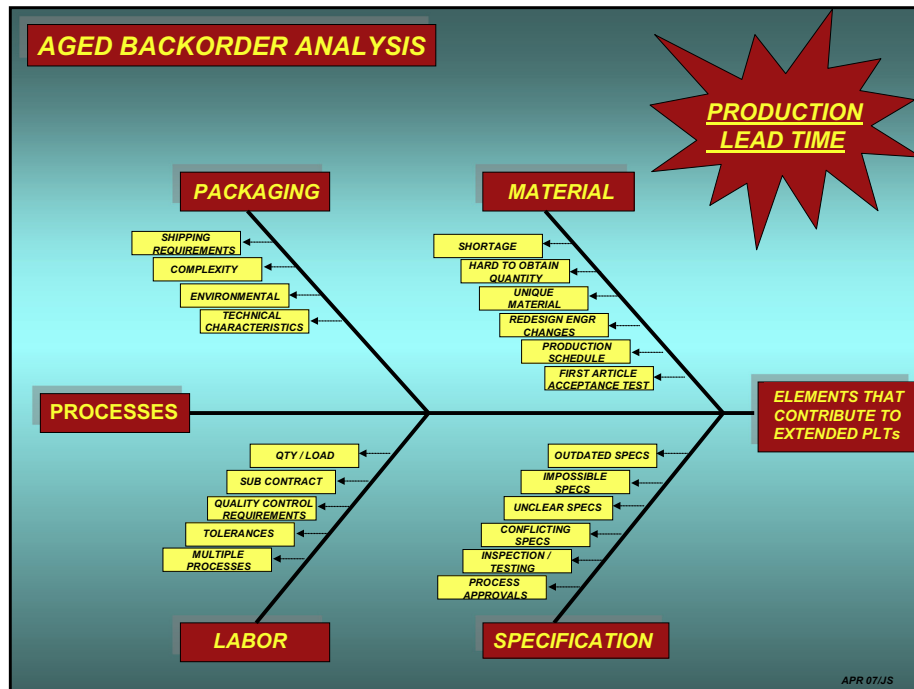 AGED BACKORDER ANALYSIS
PRODUCTION
LEAD TIME
PACKAGING
MATERIAL
SHIPPING
REQUIREMENTS
COMPLEXITY
ENVIRONMENTAL
TECHNICAL
CHARACTERISTICS
SHORTAGE
HARD TO OBTAIN
QUANTITY
UNIQUE
MATERIAL
REDESIGN ENGR
CHANGES
PRODUCTION
SCHEDULE
FIRST ARTICLE
ACCEPTANCE TEST
PROCESSES
ELEMENTS THAT
CONTRIBUTE TO
EXTENDED PLTs
QTY / LOAD
SUB CONTRACT
QUALITY CONTROL
REQUIREMENTS
TOLERANCES
MULTIPLE
PROCESSES
OUTDATED SPECS
IMPOSSIBLE
SPECS
UNCLEAR SPECS
CONFLICTING
SPECS
INSPECTION /
TESTING
PROCESS
APPROVALS
LABOR
SPECIFICATION
APR 07/JS